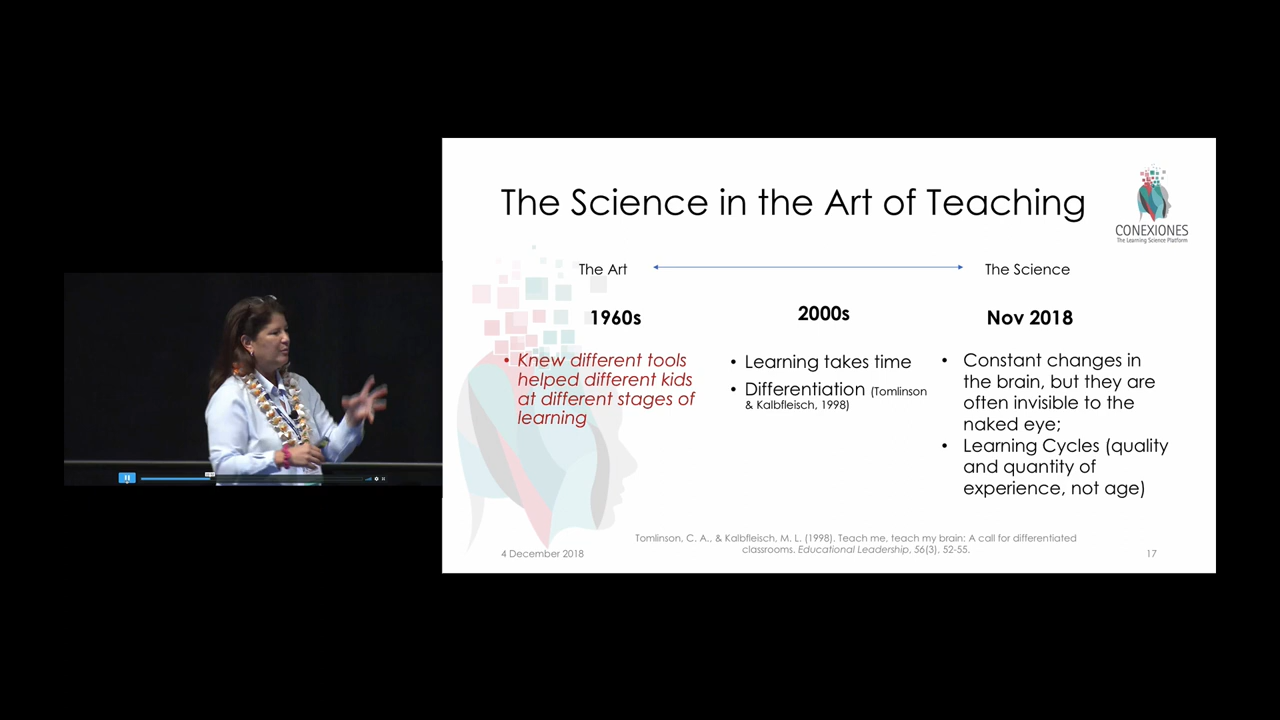 The Science in the Art of Teaching
CONEXIONES
The Learning Science Platform
The Art
The Science
1960s
2000s
Nov 2018
• Knew different tools
helped different kids
at different stages of
learning
• Learning takes time
• Differentiation (Tomlinson
& Kalbfleisch, 1998)
• Constant changes in
the brain, but they are
often invisible to the
naked eye;
• Learning Cycles (quality
and quantity of
experience, not age)
Tomlinson, C. A., & Kalbfleisch, M. L. (1998). Teach me, teach my brain: A call for differentiated
classrooms. Educational Leadership, 56(3), 52-55.
4 December 2018
17